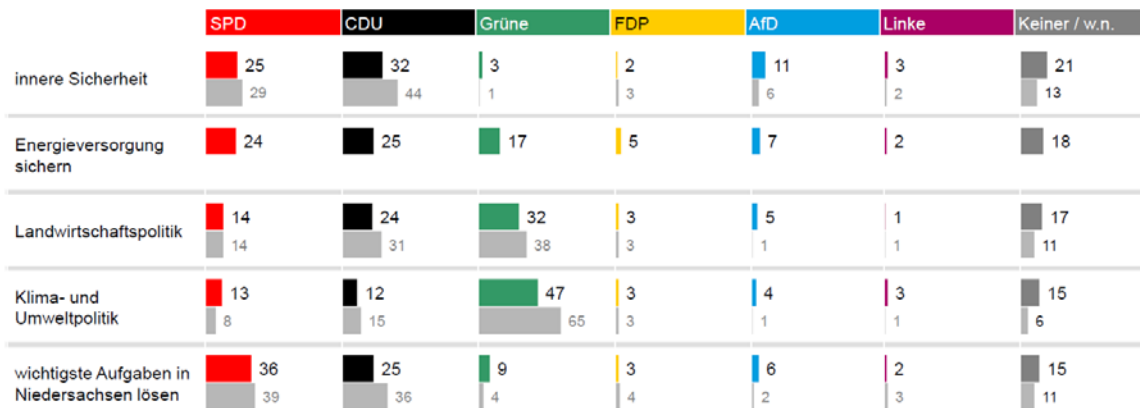 SPD CDU Grüne FDP AfD Linke Keiner / w.n.
innere Sicherheit 25 32 3 2 11 3 21
29 44 1 3 6 2 13
Energieversorgung
sichern
24 25 17 5 7 2 18
Landwirtschaftspolitik 14 24 32 3 5 1 17
14 31 38 3 1 1 11
Klima- und
Umweltpolitik
13 12 47 3 4 3 15
8 15 65 3 1 1 6
wichtigste Aufgaben in
Niedersachsen lösen
36 25 9 3 6 2 15
39 36 4 4 2 3 11